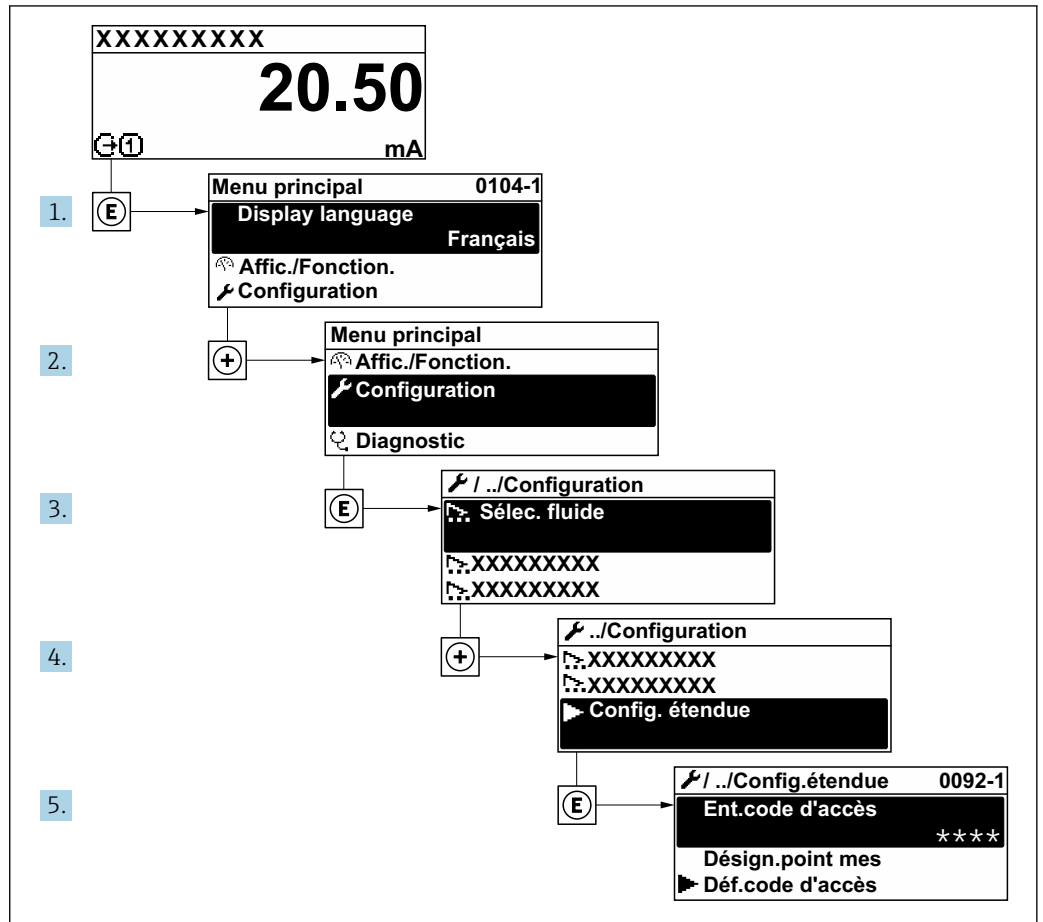 XXXXXXXXX
20.50
1 mA
1. E
Menu principal 0104-1
Display language
Français
Affic./Fonction.
Configuration
2. +
Menu principal
Affic./Fonction.
Configuration
Diagnostic
3. E
/ ../Configuration
Sélec. fluide
XXXXXXXXX
XXXXXXXXX
4. +
../Configuration
XXXXXXXXX
XXXXXXXXX
Config. étendue
5. E
/ ../Config.étendue 0092-1
Ent.code d'accès
****
Désign.point mes
Déf.code d'accès